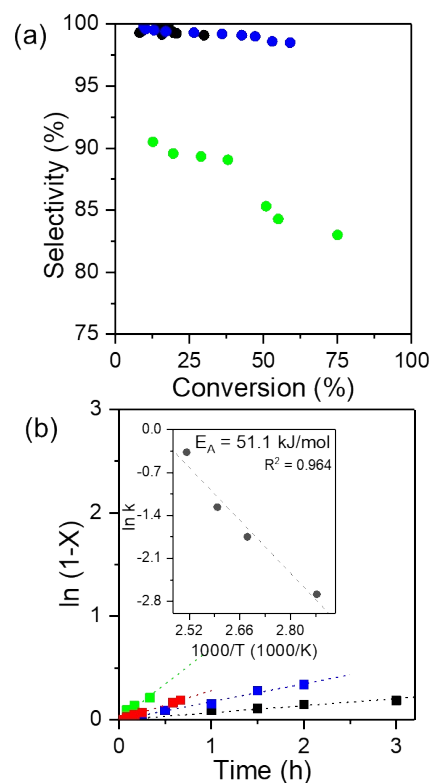 (a)
100
95
90
85
80
75
Selectivity (%)
0 25 50 75 100
Conversion (%)
(b)
3
2
1
0
ln (1-X)
0.0
-0.7
-1.4
-2.1
-2.8
ln k
E_A = 51.1 kJ/mol
R² = 0.964
2.52 2.66 2.80
1000/T (1000/K)
0 1 2 3
Time (h)